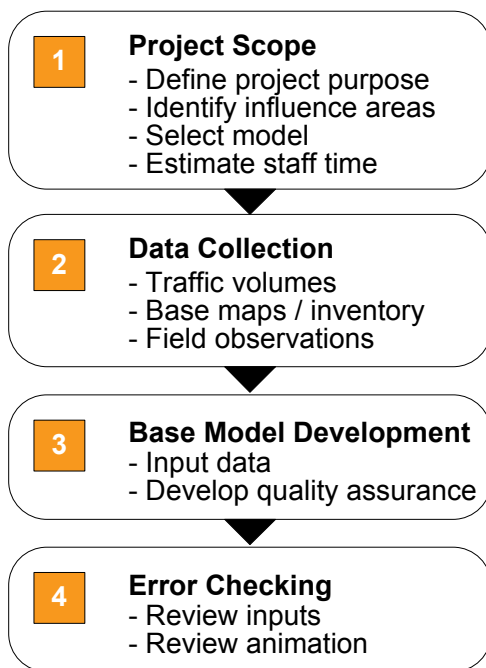 1
Project Scope
- Define project purpose
- Identify influence areas
- Select model
- Estimate staff time
2
Data Collection
- Traffic volumes
- Base maps / inventory
- Field observations
3
Base Model Development
- Input data
- Develop quality assurance
4
Error Checking
- Review inputs
- Review animation